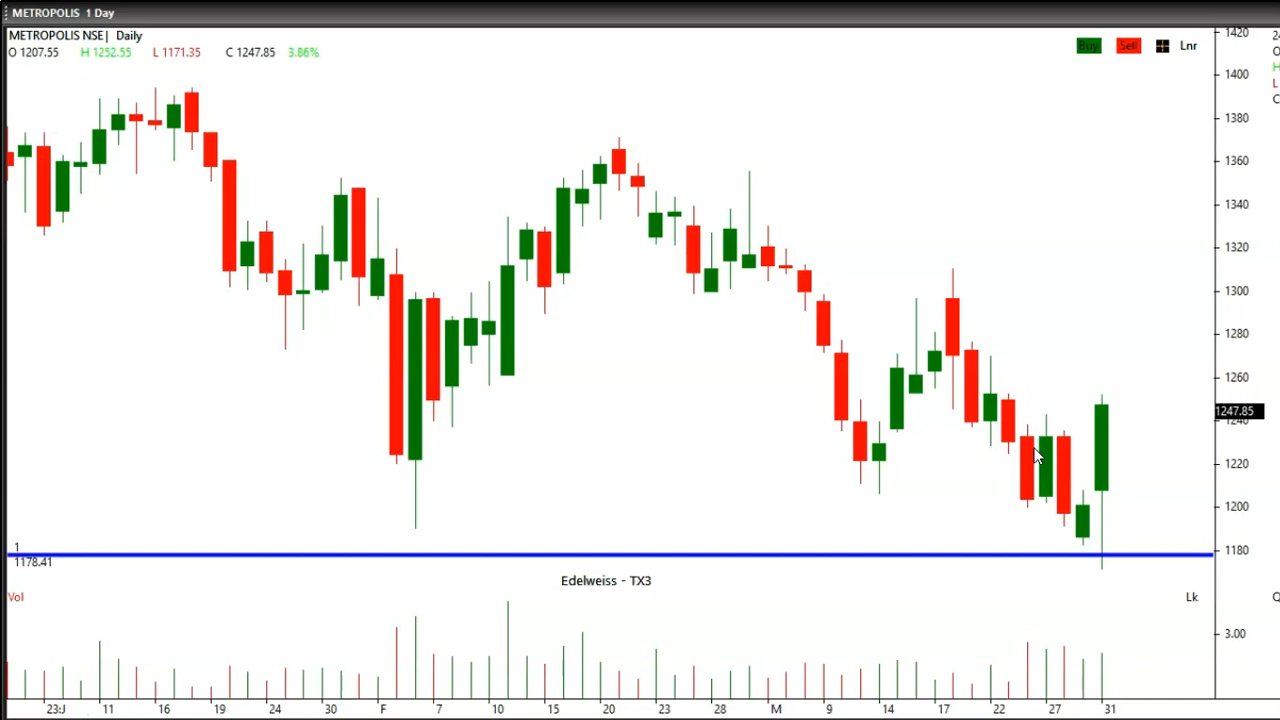 METROPOLIS 1 Day
METROPOLIS NSE| Daily
O 1207.55 H 1252.55 L 1171.35 C 1247.85 3.86%
Buy Sell Lnr
1420
1400
1380
1360
1340
1320
1300
1280
1260
1247.85
1240
1220
1200
1180
24
O
H
L
C
1
1178.41
Edelweiss - TX3
Vol
Lk
Q
3.00
23:J 11 16 19 24 30 F 7 10 15 20 23 28 M 9 14 17 22 27 31